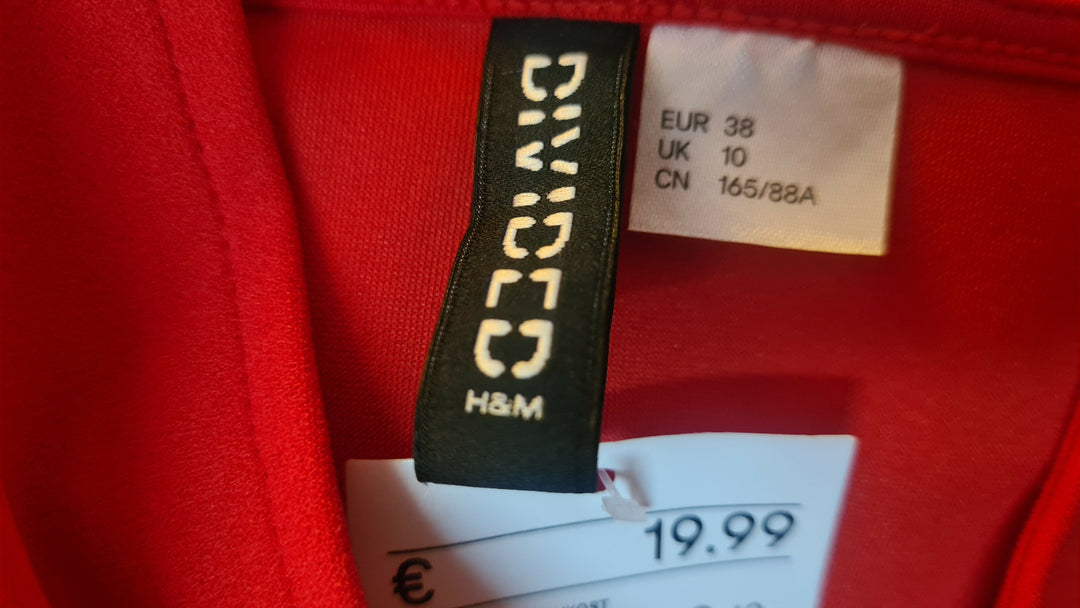 DIVIDED
H&M
EUR 38
UK 10
CN 165/88A
19.99
€